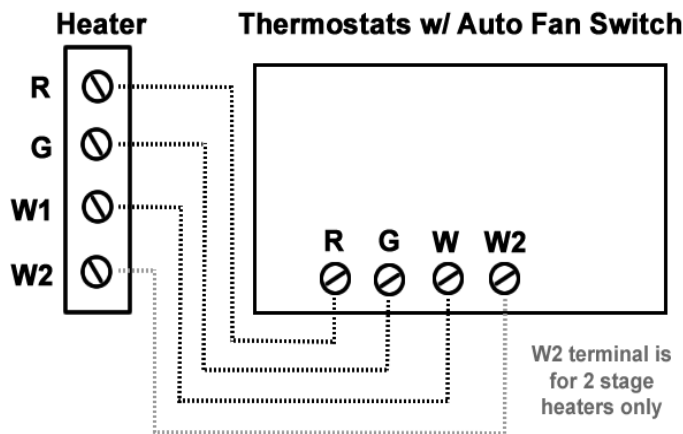 Heater
Thermostats w/ Auto Fan Switch
R
G
W1
W2
R G W W2
W2 terminal is
for 2 stage
heaters only